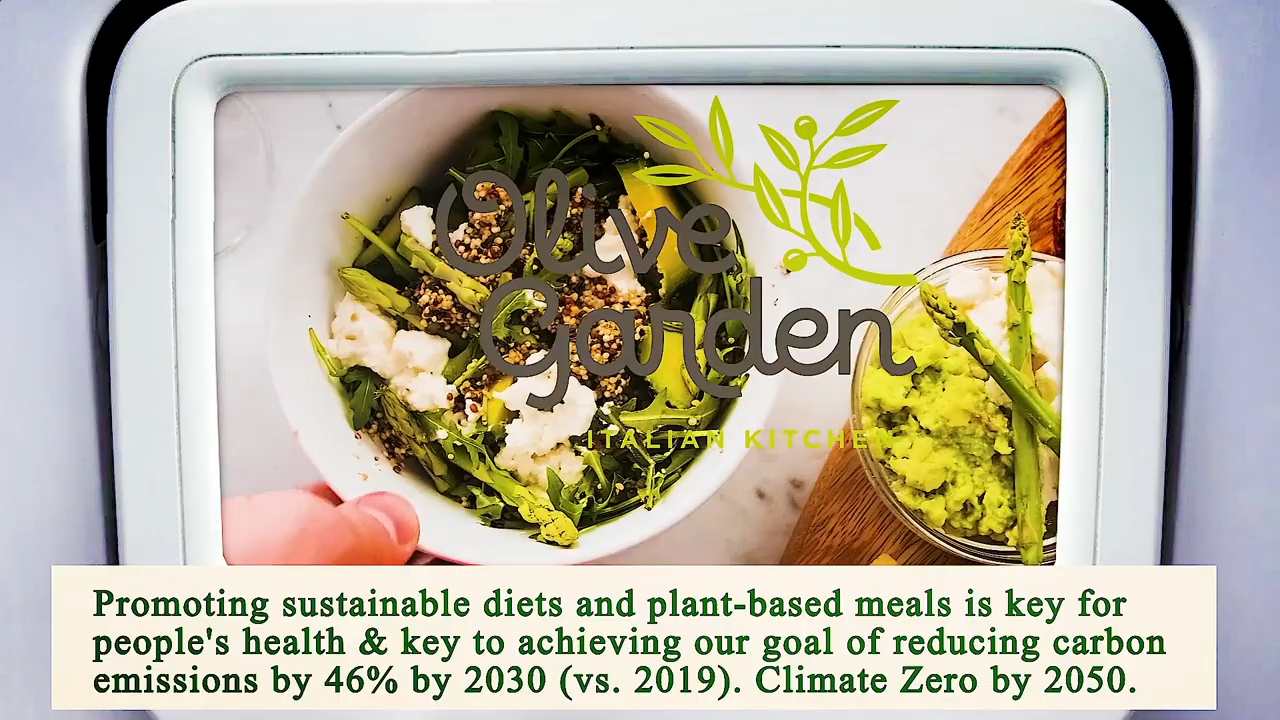 Olive
Garden
ITALIAN KITCHEN
Promoting sustainable diets and plant-based meals is key for
people's health & key to achieving our goal of reducing carbon
emissions by 46% by 2030 (vs. 2019). Climate Zero by 2050.